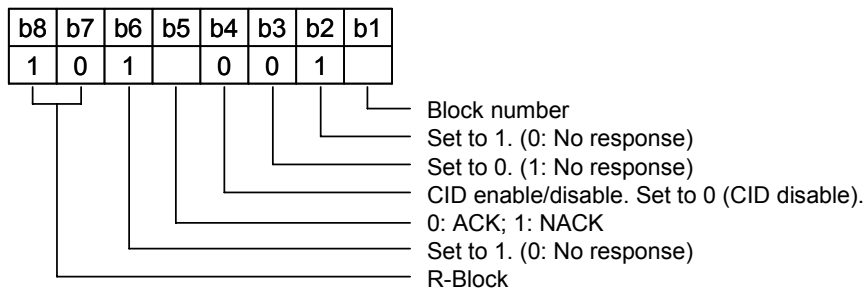 b8 b7 b6 b5 b4 b3 b2 b1
1 0 1 0 0 1
Block number
Set to 1. (0: No response)
Set to 0. (1: No response)
CID enable/disable. Set to 0 (CID disable).
0: ACK; 1: NACK
Set to 1. (0: No response)
R-Block